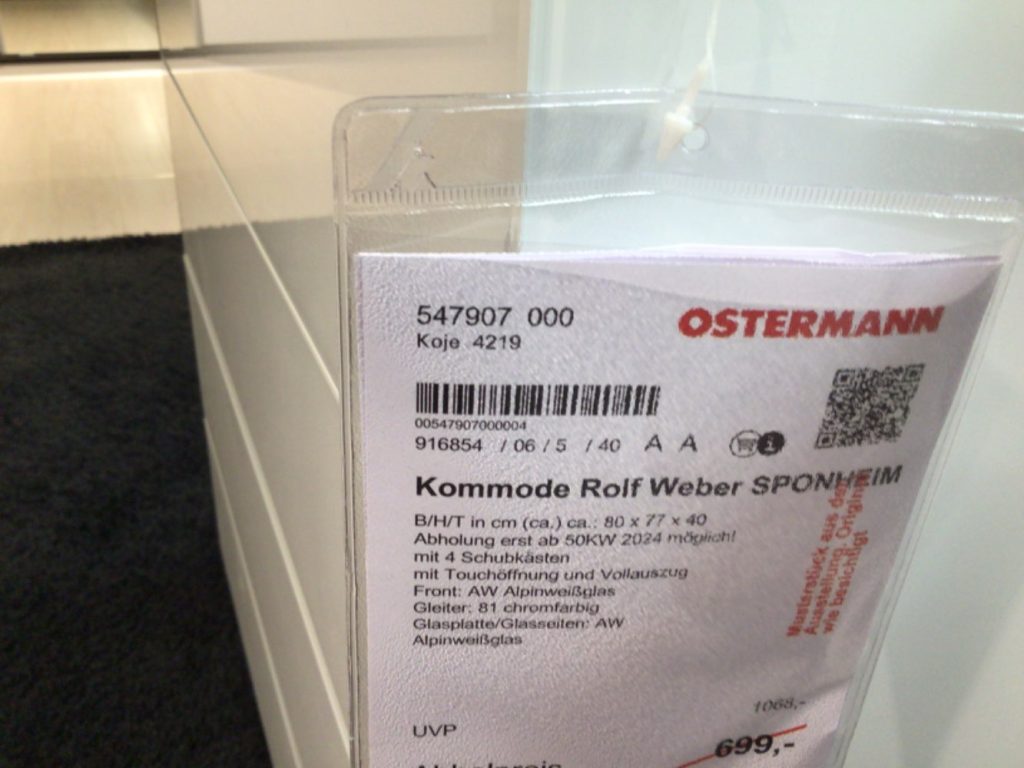 547907 000
OSTERMANN
Koje 4219
00547907000004
916854 / 06 / 5 / 40 A A
Kommode Rolf Weber SPONHEIM
B/H/T in cm (ca.) ca.: 80 x 77 x 40
Abholung erst ab 50KW 2024 möglich!
mit 4 Schubkästen
mit Touchöffnung und Vollauszug
Front: AW Alpinweißglas
Gleiter: 81 chromfarbig
Glasplatte/Glasseiten: AW
Alpinweißglas
Musterstück aus der
Ausstellung. Original
wie besichtigt
1068,-
UVP
699,-